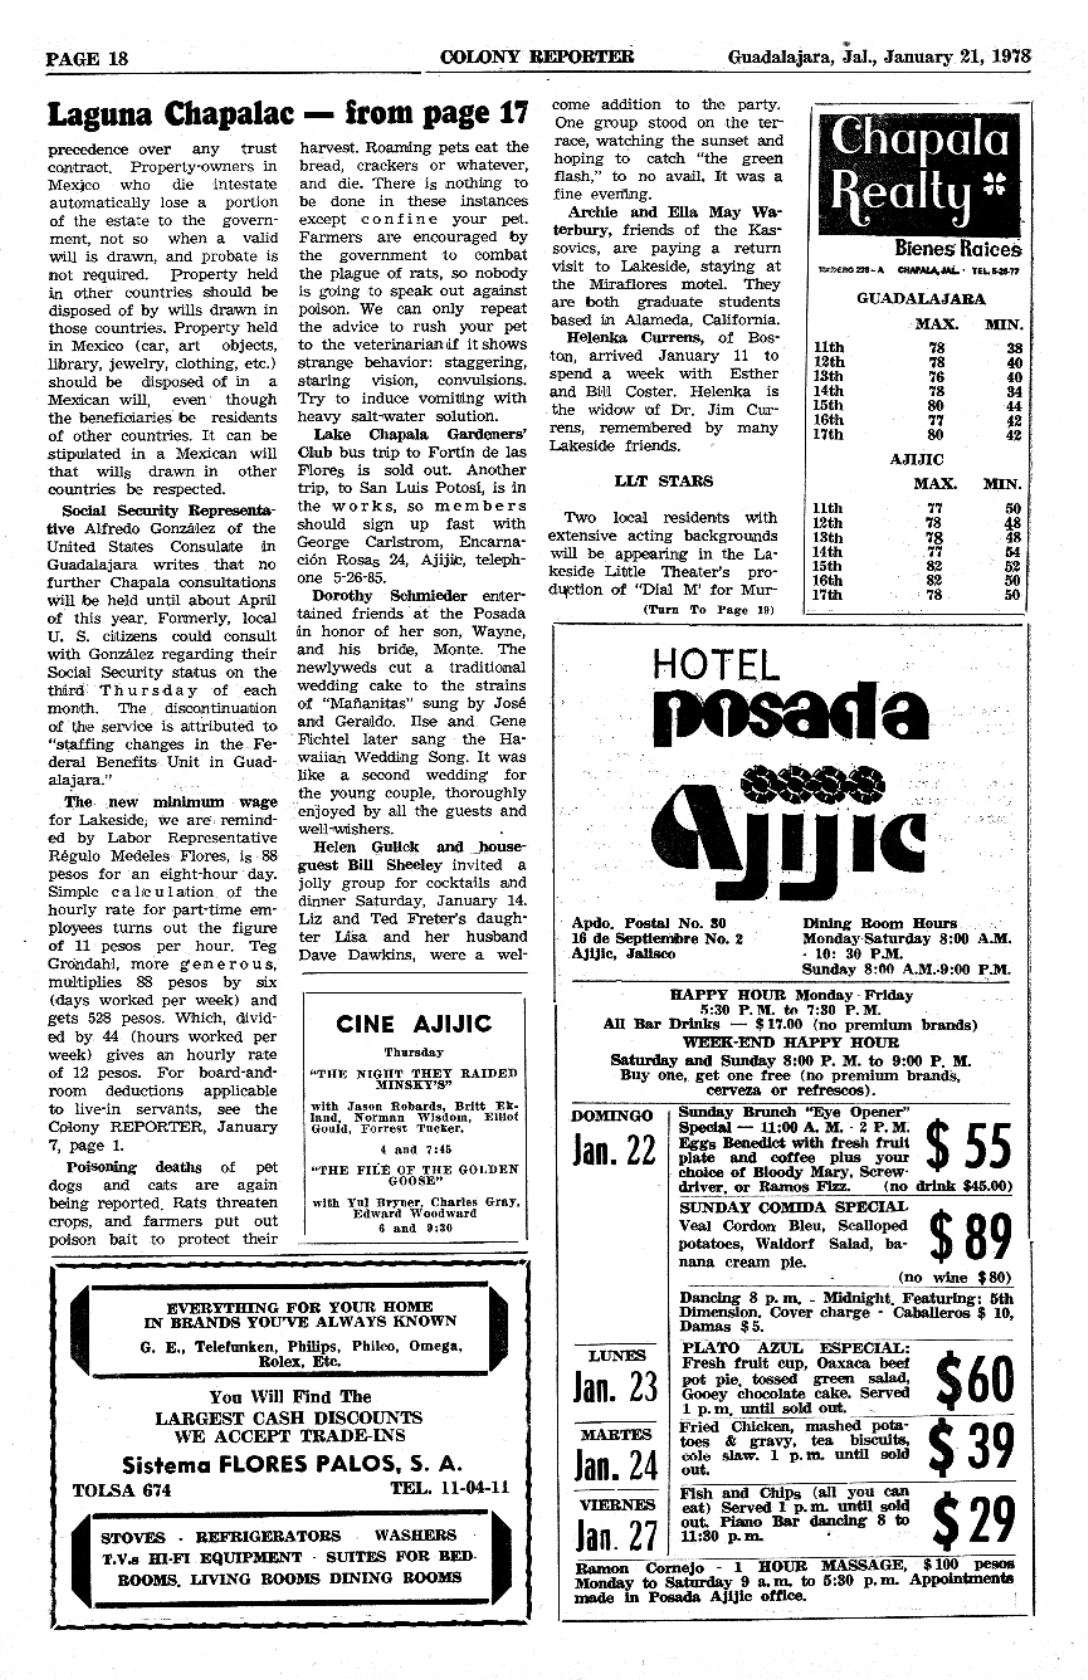 PAGE 18
COLONY REPORTER
Guadalajara, Jal., January 21, 1978
Laguna Chapalac — from page 17
precedence over any trust
contract. Property-owners in
Mexico who die intestate
automatically lose a portion
of the estate to the govern-
ment, not so when a valid
will is drawn, and probate is
not required. Property held
in other countries should be
disposed of by wills drawn in
those countries. Property held
in Mexico (car, art objects,
library, jewelry, clothing, etc.)
should be disposed of in a
Mexican will, even though
the beneficiaries be residents
of other countries. It can be
stipulated in a Mexican will
that wills drawn in other
countries be respected.
Social Security Representa-
tive Alfredo González of the
United States Consulate in
Guadalajara writes that no
further Chapala consultations
will be held until about April
of this year. Formerly, local
U. S. citizens could consult
with González regarding their
Social Security status on the
third Thursday of each
month. The discontinuation
of the service is attributed to
"staffing changes in the Fe-
deral Benefits Unit in Guad-
alajara."
The new minimum wage
for Lakeside, we are remind-
ed by Labor Representative
Régulo Medeles Flores, is 88
pesos for an eight-hour day.
Simple calculation of the
hourly rate for part-time em-
ployees turns out the figure
of 11 pesos per hour. Teg
Grondahl, more generous,
multiplies 88 pesos by six
(days worked per week) and
gets 528 pesos. Which, divid-
ed by 44 (hours worked per
week) gives an hourly rate
of 12 pesos. For board-and-
room deductions applicable
to live-in servants, see the
Colony REPORTER, January
7, page 1.
Poisoning deaths of pet
dogs and cats are again
being reported. Rats threaten
crops, and farmers put out
poison bait to protect their
harvest. Roaming pets eat the
bread, crackers or whatever,
and die. There is nothing to
be done in these instances
except confine your pet.
Farmers are encouraged by
the government to combat
the plague of rats, so nobody
is going to speak out against
poison. We can only repeat
the advice to rush your pet
to the veterinarian if it shows
strange behavior: staggering,
staring vision, convulsions.
Try to induce vomiting with
heavy salt-water solution.
Lake Chapala Gardeners'
Club bus trip to Fortín de las
Flores is sold out. Another
trip, to San Luis Potosí, is in
the works, so members
should sign up fast with
George Carlstrom, Encarna-
ción Rosas 24, Ajijic, teleph-
one 5-26-85.
Dorothy Schmieder enter-
tained friends at the Posada
in honor of her son, Wayne,
and his bride, Monte. The
newlyweds cut a traditional
wedding cake to the strains
of "Mañanitas" sung by José
and Geraldo. Ilse and Gene
Fichtel later sang the Ha-
waiian Wedding Song. It was
like a second wedding for
the young couple, thoroughly
enjoyed by all the guests and
well-wishers.
Helen Gulick and house-
guest Bill Sheeley invited a
jolly group for cocktails and
dinner Saturday, January 14.
Liz and Ted Freter's daugh-
ter Lisa and her husband
Dave Dawkins, were a wel-
come addition to the party.
One group stood on the ter-
race, watching the sunset and
hoping to catch "the green
flash," to no avail. It was a
fine evening.
Archie and Ella May Wa-
terbury, friends of the Kas-
sovics, are paying a return
visit to Lakeside, staying at
the Miraflores motel. They
are both graduate students
based in Alameda, California.
Helenka Currens, of Bos-
ton, arrived January 11 to
spend a week with Esther
and Bill Coster. Helenka is
the widow of Dr. Jim Cur-
rens, remembered by many
Lakeside friends.
LLT STARS
Two local residents with
extensive acting backgrounds
will be appearing in the La-
keside Little Theater's pro-
duction of "Dial M' for Mur-
(Turn To Page 19)
CINE AJIJIC
Thursday
"THE NIGHT THEY RAIDED
MINSKY'S"
with Jason Robards, Britt Ek-
land, Norman Wisdom, Elliot
Gould, Forrest Tucker.
4 and 7:45
"THE FILE OF THE GOLDEN
GOOSE"
with Yul Bryner, Charles Gray,
Edward Woodward
6 and 9:30
EVERYTHING FOR YOUR HOME
IN BRANDS YOU'VE ALWAYS KNOWN
G. E., Telefunken, Philips, Philco, Omega,
Rolex, Etc.
You Will Find The
LARGEST CASH DISCOUNTS
WE ACCEPT TRADE-INS
Sistema FLORES PALOS, S. A.
TOLSA 674 TEL. 11-04-11
STOVES - REFRIGERATORS WASHERS
T.V.s HI-FI EQUIPMENT - SUITES FOR BED-
ROOMS, LIVING ROOMS DINING ROOMS
Chapala
Realty
Bienes Raices
228-A CHAPALA, JAL. - TEL. 5-26-77
GUADALAJARA
MAX. MIN.
11th 78 38
12th 78 40
13th 76 40
14th 78 34
15th 80 44
16th 77 42
17th 80 42
AJIJIC
MAX. MIN.
11th 77 50
12th 78 48
13th 78 48
14th 77 54
15th 82 52
16th 82 50
17th 78 50
HOTEL
posada
Ajijic
Apdo. Postal No. 30
16 de Septiembre No. 2
Ajijic, Jalisco
Dining Room Hours
Monday-Saturday 8:00 A.M.
- 10: 30 P.M.
Sunday 8:00 A.M.-9:00 P.M.
HAPPY HOUR Monday - Friday
5:30 P. M. to 7:30 P. M.
All Bar Drinks — $17.00 (no premium brands)
WEEK-END HAPPY HOUR
Saturday and Sunday 8:00 P. M. to 9:00 P. M.
Buy one, get one free (no premium brands,
cerveza or refrescos).
DOMINGO
Jan. 22
Sunday Brunch "Eye Opener"
Special — 11:00 A. M. - 2 P. M.
Eggs Benedict with fresh fruit
plate and coffee plus your
choice of Bloody Mary, Screw-
driver, or Ramos Fizz. (no drink $45.00)
$ 55
SUNDAY COMIDA SPECIAL
Veal Cordon Bleu, Scalloped
potatoes, Waldorf Salad, ba-
nana cream pie.
$ 89
(no wine $80)
Dancing 8 p. m. - Midnight. Featuring: 5th
Dimension, Cover charge - Caballeros $ 10,
Damas $ 5.
LUNES
Jan. 23
PLATO AZUL ESPECIAL:
Fresh fruit cup, Oaxaca beef
pot pie, tossed green salad,
Gooey chocolate cake. Served
1 p. m. until sold out.
$60
MARTES
Jan. 24
Fried Chicken, mashed pota-
toes & gravy, tea biscuits,
cole slaw. 1 p. m. until sold
out.
$ 39
VIERNES
Jan. 27
Fish and Chips (all you can
eat) Served 1 p. m. until sold
out. Piano Bar dancing 8 to
11:30 p. m.
$ 29
Ramon Cornejo - 1 HOUR MASSAGE, $ 100 pesos
Monday to Saturday 9 a. m. to 5:30 p. m. Appointments
made in Posada Ajijic office.